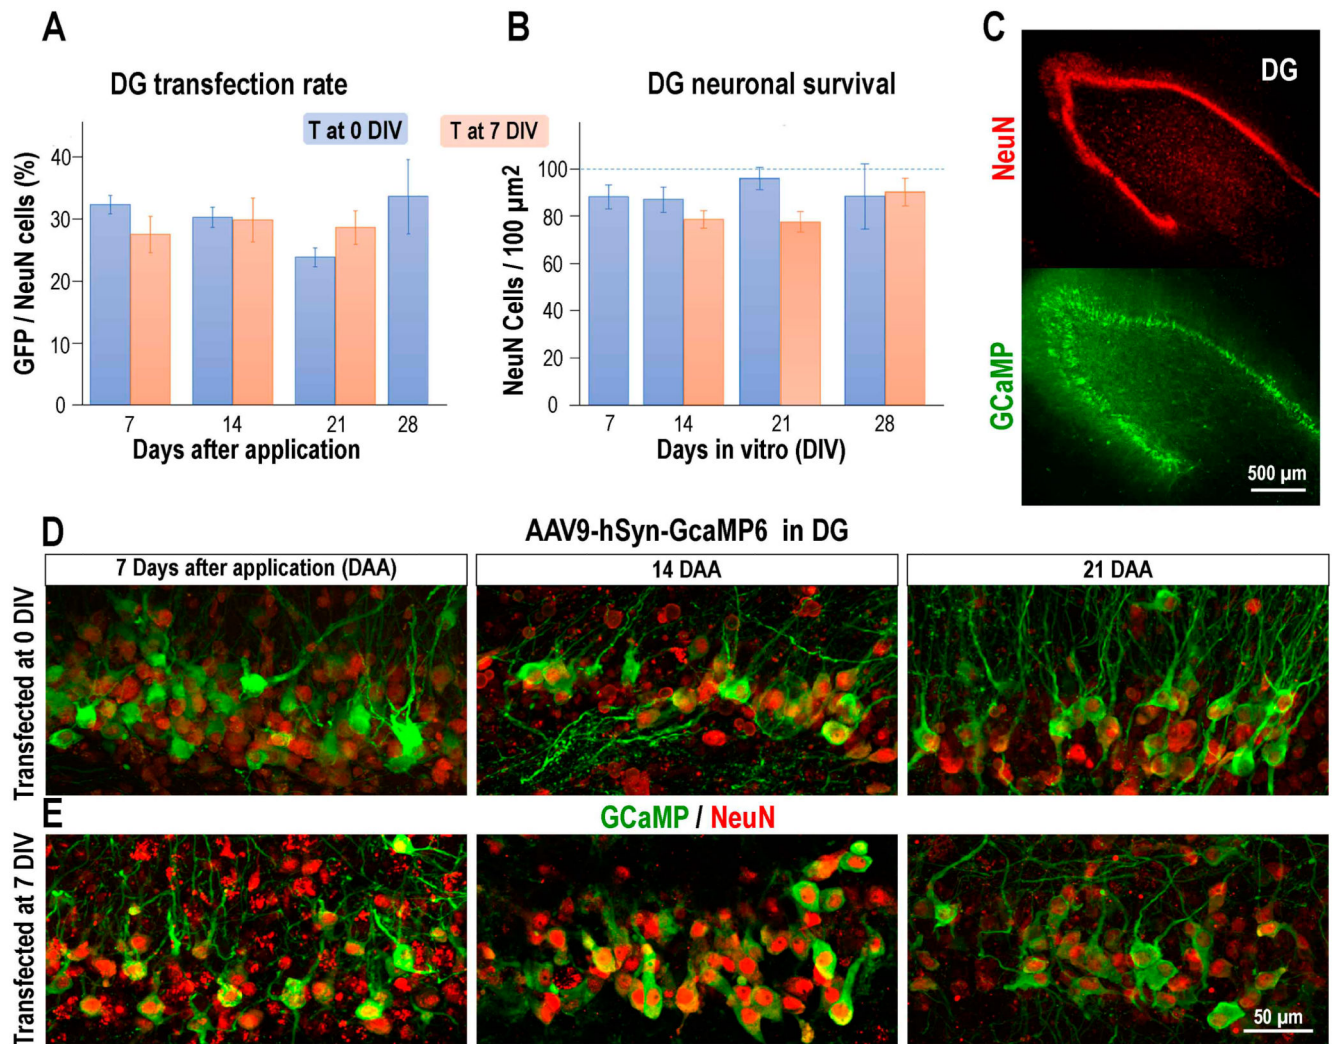 A
B
C
DG transfection rate
T at 0 DIV
T at 7 DIV
DG neuronal survival
GFP / NeuN cells (%)
40
30
20
10
0
7
14
21
28
Days after application
NeuN Cells / 100 µm2
100
80
60
40
20
0
7
14
21
28
Days in vitro (DIV)
DG
NeuN
GCaMP
500 µm
D
AAV9-hSyn-GcaMP6 in DG
7 Days after application (DAA)
14 DAA
21 DAA
Transfected at 0 DIV
E
GCaMP / NeuN
Transfected at 7 DIV
50 µm